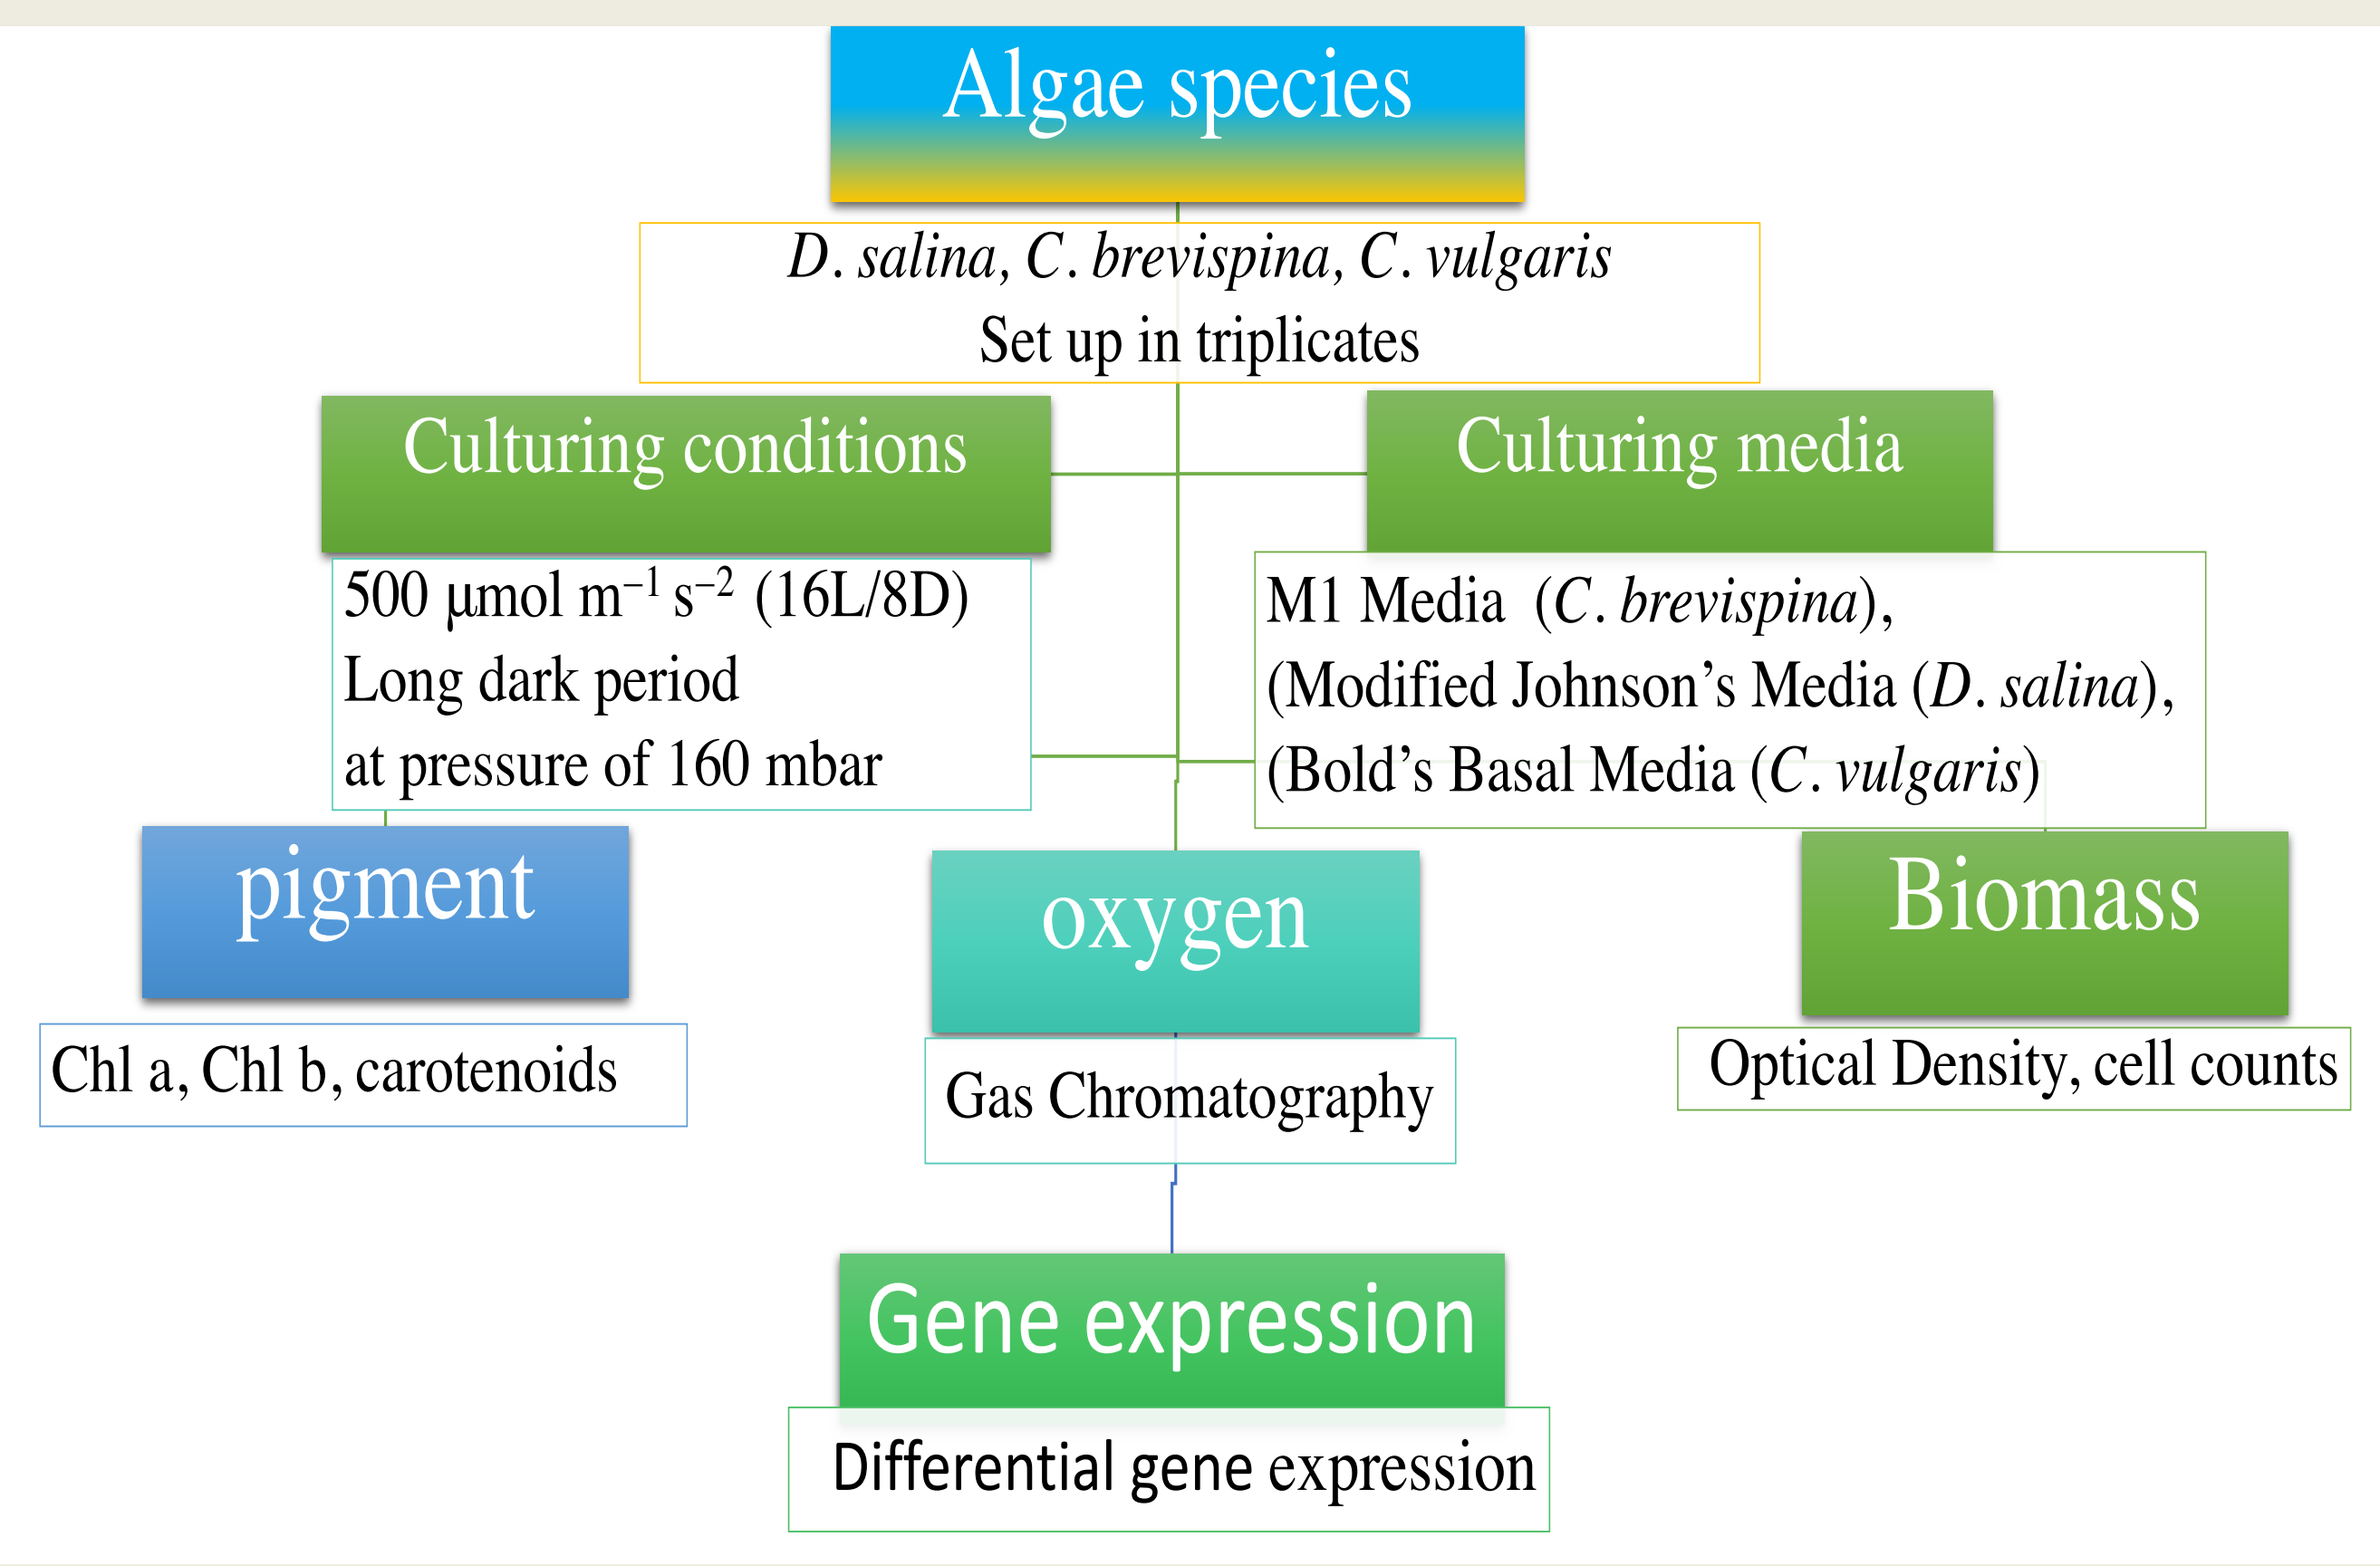 Algae species
D. salina, C. brevispina, C. vulgaris
Set up in triplicates
Culturing conditions
500 µmol m⁻¹ s⁻² (16L/8D)
Long dark period
at pressure of 160 mbar
Culturing media
M1 Media (C. brevispina),
(Modified Johnson’s Media (D. salina),
(Bold’s Basal Media (C. vulgaris)
pigment
Chl a, Chl b, carotenoids
oxygen
Gas Chromatography
Biomass
Optical Density, cell counts
Gene expression
Differential gene expression